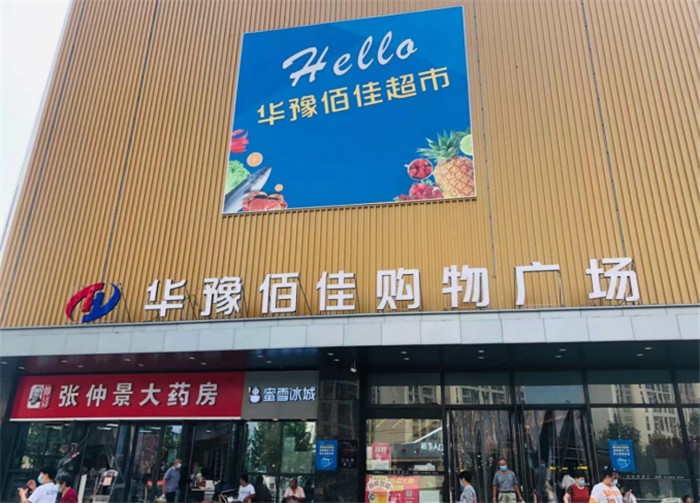 Hello
华豫佰佳超市
华豫佰佳购物广场
张仲景大药房
蜜雪冰城